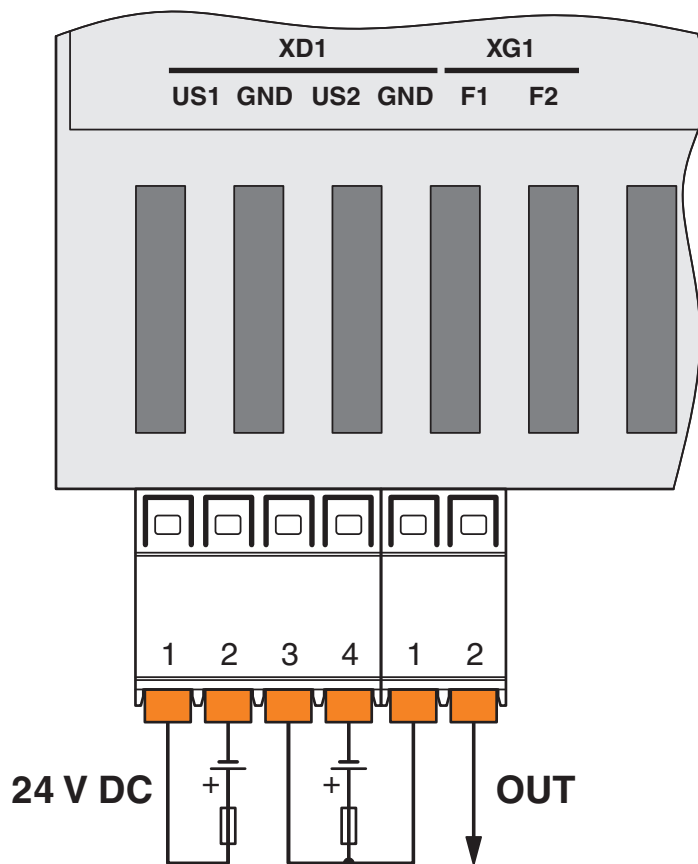 XD1 XG1
US1 GND US2 GND F1 F2
1 2 3 4 1 2
+ +
24 V DC OUT